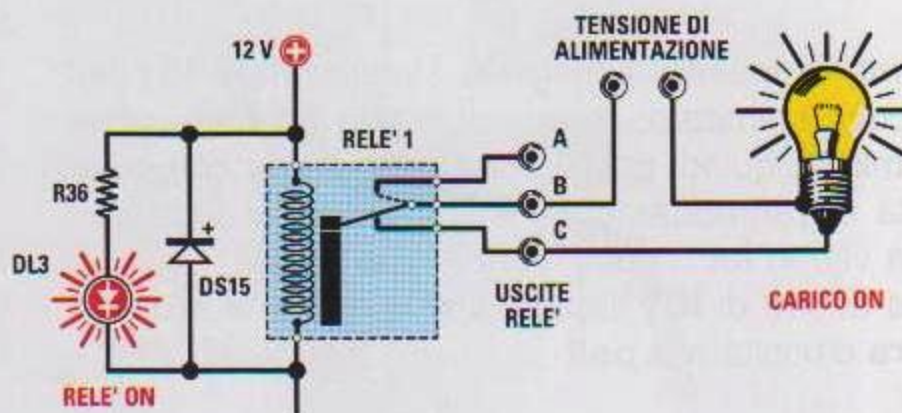 TENSIONE DI
ALIMENTAZIONE
12 V
RELE' 1
A
R36
B
C
DL3
+
DS15
USCITE
RELE'
CARICO ON
RELE' ON